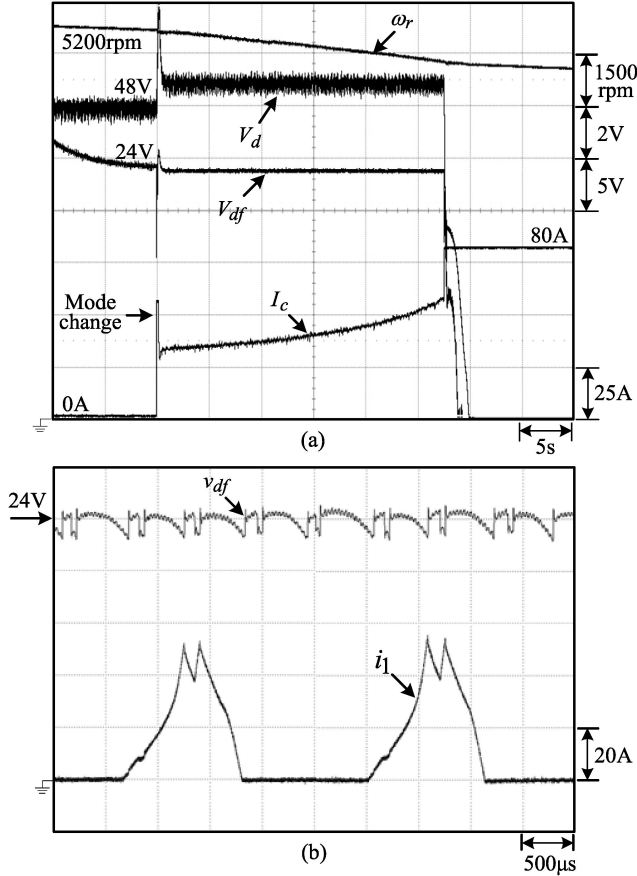 5200rpm
ωr
1500
rpm
48V
Vd
2V
24V
Vdf
5V
80A
Mode
change
Ic
0A
25A
5s
(a)
24V
vdf
i1
20A
500μs
(b)